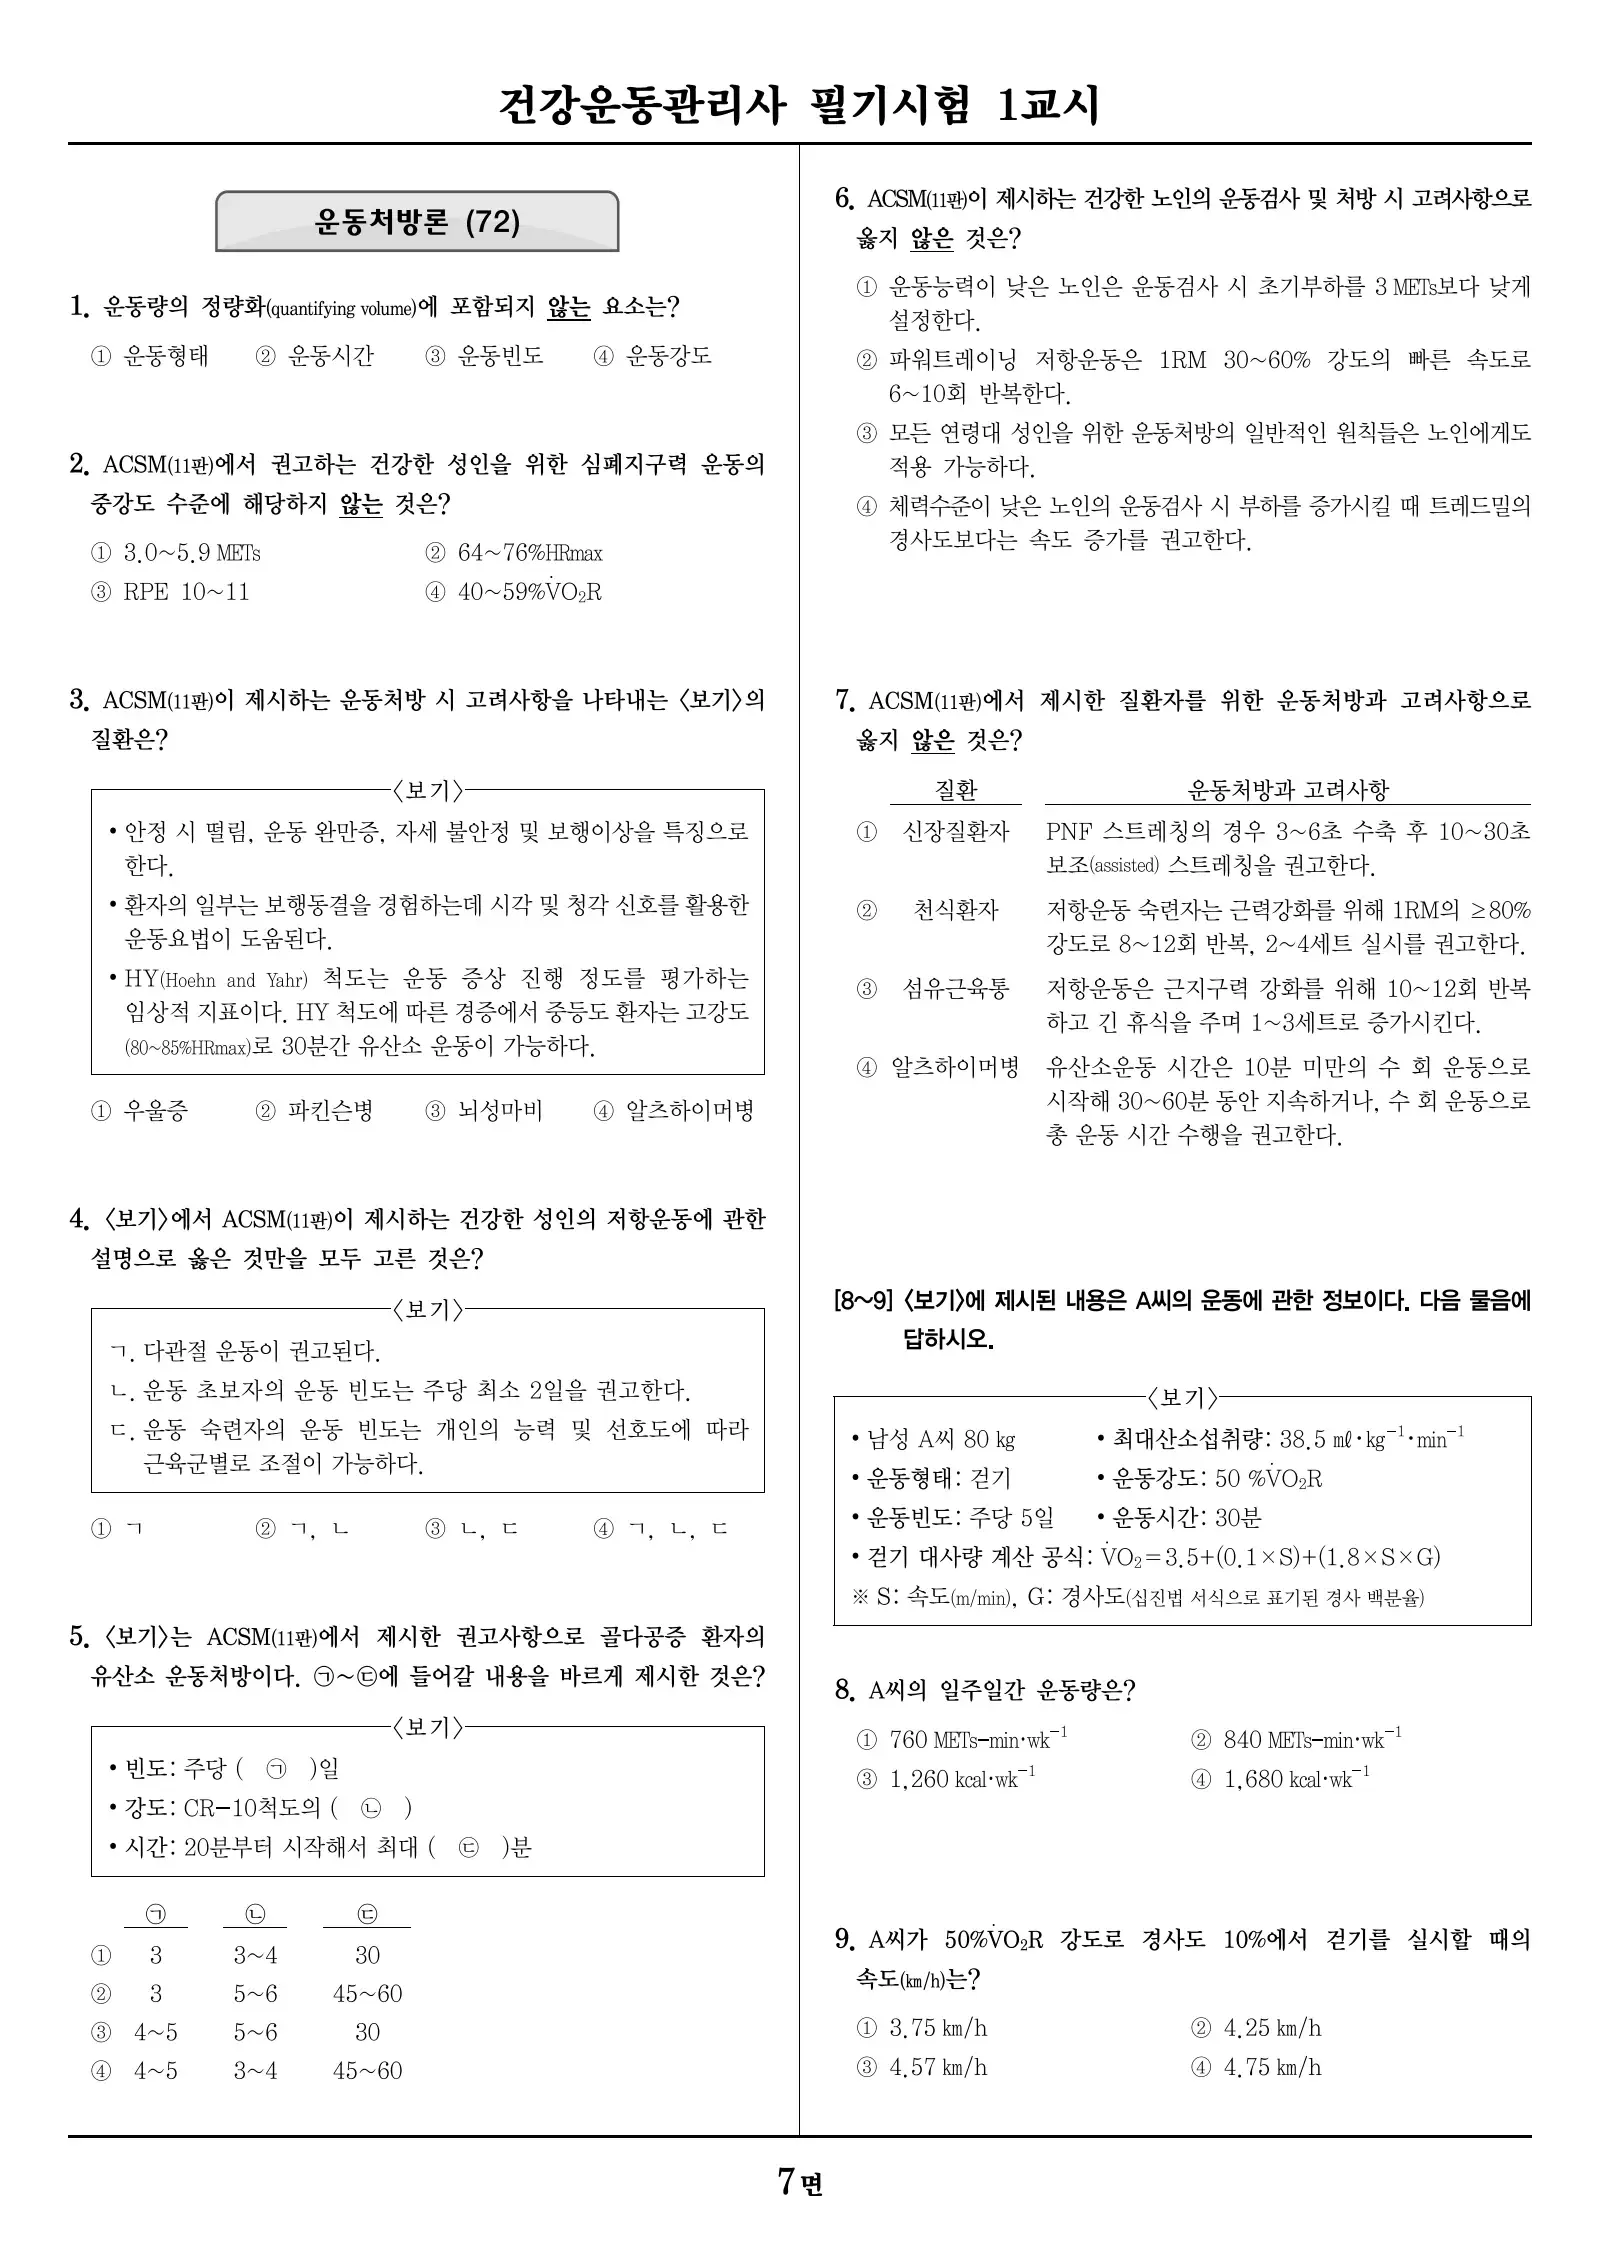 건강운동관리사 필기시험 1교시
운동처방론 (72)
1. 운동량의 정량화(quantifying volume)에 포함되지 않는 요소는?
① 운동형태 ② 운동시간 ③ 운동빈도 ④ 운동강도
2. ACSM(11판)에서 권고하는 건강한 성인을 위한 심폐지구력 운동의
중강도 수준에 해당하지 않는 것은?
① 3.0~5.9 METs ② 64~76%HRmax
③ RPE 10~11 ④ 40~59%V̇O₂R
3. ACSM(11판)이 제시하는 운동처방 시 고려사항을 나타내는 〈보기〉의
질환은?
〈보기〉
• 안정 시 떨림, 운동 완만증, 자세 불안정 및 보행이상을 특징으로
한다.
• 환자의 일부는 보행동결을 경험하는데 시각 및 청각 신호를 활용한
운동요법이 도움된다.
• HY(Hoehn and Yahr) 척도는 운동 증상 진행 정도를 평가하는
임상적 지표이다. HY 척도에 따른 경증에서 중등도 환자는 고강도
(80~85%HRmax)로 30분간 유산소 운동이 가능하다.
① 우울증 ② 파킨슨병 ③ 뇌성마비 ④ 알츠하이머병
4. 〈보기〉에서 ACSM(11판)이 제시하는 건강한 성인의 저항운동에 관한
설명으로 옳은 것만을 모두 고른 것은?
〈보기〉
ㄱ. 다관절 운동이 권고된다.
ㄴ. 운동 초보자의 운동 빈도는 주당 최소 2일을 권고한다.
ㄷ. 운동 숙련자의 운동 빈도는 개인의 능력 및 선호도에 따라
근육군별로 조절이 가능하다.
① ㄱ ② ㄱ, ㄴ ③ ㄴ, ㄷ ④ ㄱ, ㄴ, ㄷ
5. 〈보기〉는 ACSM(11판)에서 제시한 권고사항으로 골다공증 환자의
유산소 운동처방이다. ㉠~㉢에 들어갈 내용을 바르게 제시한 것은?
〈보기〉
• 빈도: 주당 ( ㉠ )일
• 강도: CR-10척도의 ( ㉡ )
• 시간: 20분부터 시작해서 최대 ( ㉢ )분
㉠ ㉡ ㉢
① 3 3~4 30
② 3 5~6 45~60
③ 4~5 5~6 30
④ 4~5 3~4 45~60
6. ACSM(11판)이 제시하는 건강한 노인의 운동검사 및 처방 시 고려사항으로
옳지 않은 것은?
① 운동능력이 낮은 노인은 운동검사 시 초기부하를 3 METs보다 낮게
설정한다.
② 파워트레이닝 저항운동은 1RM 30~60% 강도의 빠른 속도로
6~10회 반복한다.
③ 모든 연령대 성인을 위한 운동처방의 일반적인 원칙들은 노인에게도
적용 가능하다.
④ 체력수준이 낮은 노인의 운동검사 시 부하를 증가시킬 때 트레드밀의
경사도보다는 속도 증가를 권고한다.
7. ACSM(11판)에서 제시한 질환자를 위한 운동처방과 고려사항으로
옳지 않은 것은?
질환 운동처방과 고려사항
① 신장질환자 PNF 스트레칭의 경우 3~6초 수축 후 10~30초
보조(assisted) 스트레칭을 권고한다.
② 천식환자 저항운동 숙련자는 근력강화를 위해 1RM의 ≥80%
강도로 8~12회 반복, 2~4세트 실시를 권고한다.
③ 섬유근육통 저항운동은 근지구력 강화를 위해 10~12회 반복
하고 긴 휴식을 주며 1~3세트로 증가시킨다.
④ 알츠하이머병 유산소운동 시간은 10분 미만의 수 회 운동으로
시작해 30~60분 동안 지속하거나, 수 회 운동으로
총 운동 시간 수행을 권고한다.
[8~9] 〈보기〉에 제시된 내용은 A씨의 운동에 관한 정보이다. 다음 물음에
답하시오.
〈보기〉
• 남성 A씨 80 ㎏ • 최대산소섭취량: 38.5 ㎖·㎏⁻¹·min⁻¹
• 운동형태: 걷기 • 운동강도: 50 %V̇O₂R
• 운동빈도: 주당 5일 • 운동시간: 30분
• 걷기 대사량 계산 공식: V̇O₂=3.5+(0.1×S)+(1.8×S×G)
※ S: 속도(m/min), G: 경사도(십진법 서식으로 표기된 경사 백분율)
8. A씨의 일주일간 운동량은?
① 760 METs-min·wk⁻¹ ② 840 METs-min·wk⁻¹
③ 1,260 kcal·wk⁻¹ ④ 1,680 kcal·wk⁻¹
9. A씨가 50%V̇O₂R 강도로 경사도 10%에서 걷기를 실시할 때의
속도(㎞/h)는?
① 3.75 ㎞/h ② 4.25 ㎞/h
③ 4.57 ㎞/h ④ 4.75 ㎞/h
7 면